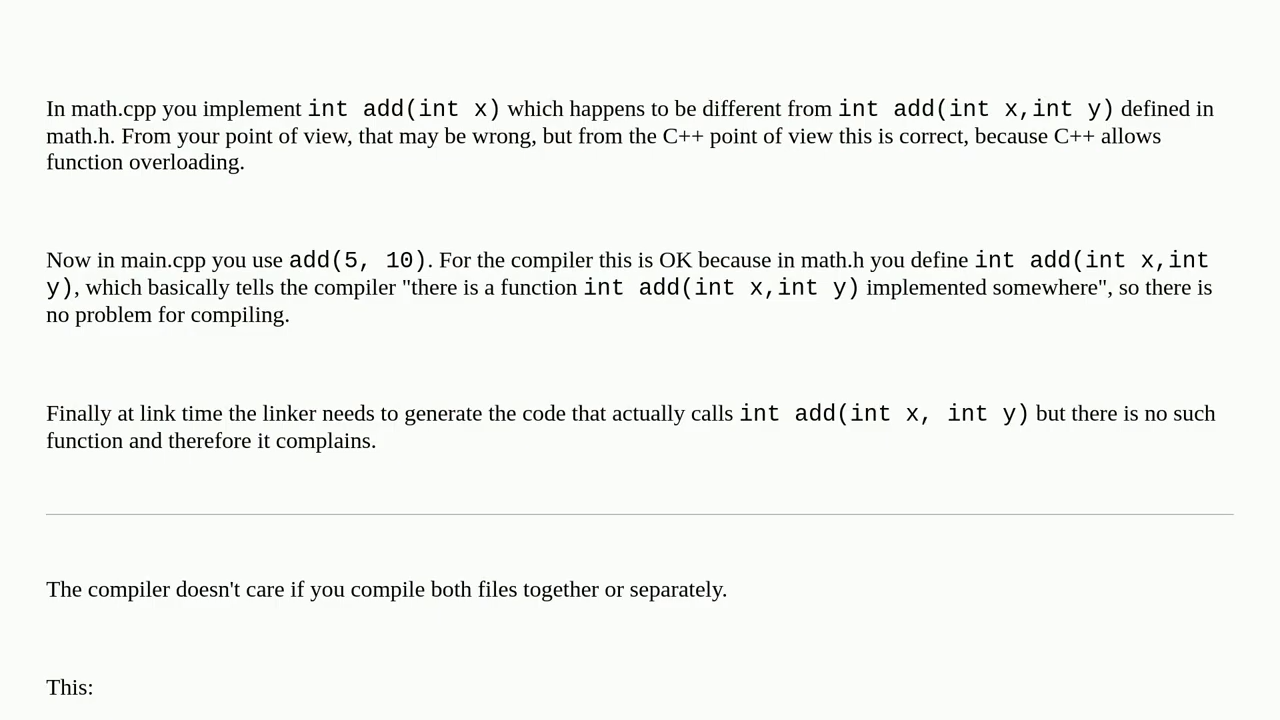 In math.cpp you implement int add(int x) which happens to be different from int add(int x,int y) defined in
math.h. From your point of view, that may be wrong, but from the C++ point of view this is correct, because C++ allows
function overloading.
Now in main.cpp you use add(5, 10). For the compiler this is OK because in math.h you define int add(int x,int
y), which basically tells the compiler "there is a function int add(int x,int y) implemented somewhere", so there is
no problem for compiling.
Finally at link time the linker needs to generate the code that actually calls int add(int x, int y) but there is no such
function and therefore it complains.
The compiler doesn't care if you compile both files together or separately.
This: